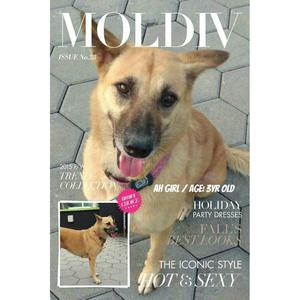 MOLDIV
ISSUE No.28
2015 F/W
TREND
COLLECTION
AH GIRL / AGE: 3YR OLD
EDITOR'S
CHOICE
HOLIDAY
PARTY DRESSES
FALL'S
BEST LOOKS
THE ICONIC STYLE
HOT & SEXY